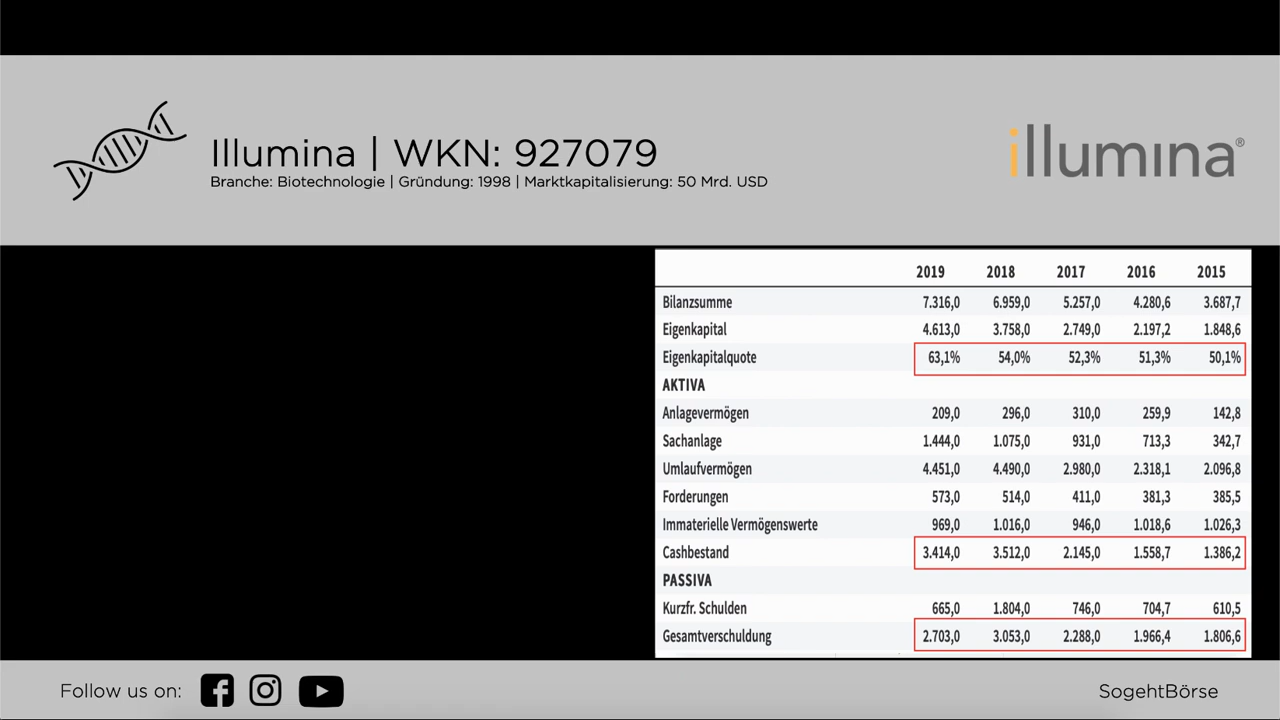 Illumina | WKN: 927079
Branche: Biotechnologie | Gründung: 1998 | Marktkapitalisierung: 50 Mrd. USD
illumina®
2019 2018 2017 2016 2015
Bilanzsumme 7.316,0 6.959,0 5.257,0 4.280,6 3.687,7
Eigenkapital 4.613,0 3.758,0 2.749,0 2.197,2 1.848,6
Eigenkapitalquote 63,1% 54,0% 52,3% 51,3% 50,1%
AKTIVA
Anlagevermögen 209,0 296,0 310,0 259,9 142,8
Sachanlage 1.444,0 1.075,0 931,0 713,3 342,7
Umlaufvermögen 4.451,0 4.490,0 2.980,0 2.318,1 2.096,8
Forderungen 573,0 514,0 411,0 381,3 385,5
Immaterielle Vermögenswerte 969,0 1.016,0 946,0 1.018,6 1.026,3
Cashbestand 3.414,0 3.512,0 2.145,0 1.558,7 1.386,2
PASSIVA
Kurzfr. Schulden 665,0 1.804,0 746,0 704,7 610,5
Gesamtverschuldung 2.703,0 3.053,0 2.288,0 1.966,4 1.806,6
Follow us on:
SogehtBörse